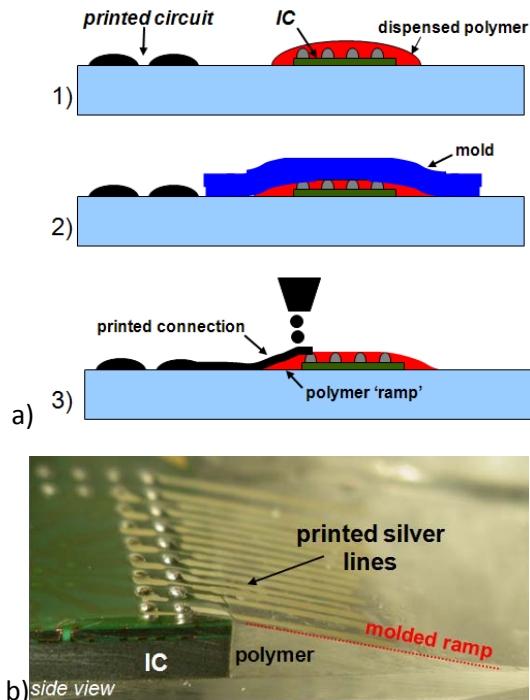 printed circuit
IC
dispensed polymer
1)
mold
2)
printed connection
polymer ‘ramp’
3)
a)
printed silver
lines
molded ramp
IC
polymer
b)
side view